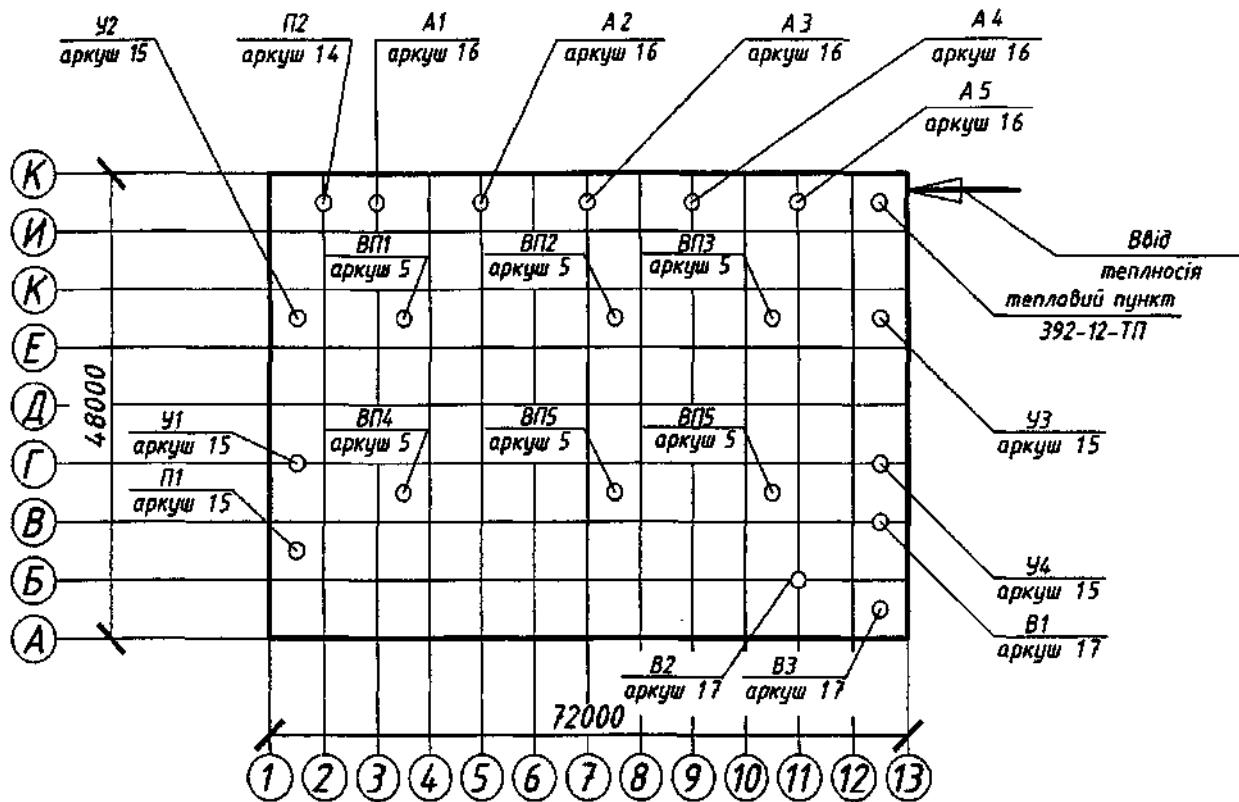 У2
аркуш 15
П2
аркуш 14
А1
аркуш 16
А 2
аркуш 16
А 3
аркуш 16
А 4
аркуш 16
А 5
аркуш 16
К
И
К
Е
Д
Г
В
Б
А
48000
ВП1
аркуш 5
ВП2
аркуш 5
ВП3
аркуш 5
Ввід
теплносія
тепловий пункт
392-12-ТП
У1
аркуш 15
ВП4
аркуш 5
ВП5
аркуш 5
ВП5
аркуш 5
У3
аркуш 15
П1
аркуш 15
У4
аркуш 15
В1
аркуш 17
В2
аркуш 17
В3
аркуш 17
72000
1 2 3 4 5 6 7 8 9 10 11 12 13